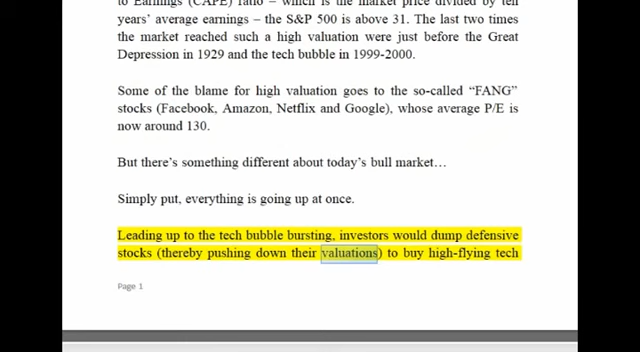 to Earnings (CAPE) ratio – which is the market price divided by ten
years’ average earnings – the S&P 500 is above 31. The last two times
the market reached such a high valuation were just before the Great
Depression in 1929 and the tech bubble in 1999-2000.
Some of the blame for high valuation goes to the so-called “FANG”
stocks (Facebook, Amazon, Netflix and Google), whose average P/E is
now around 130.
But there’s something different about today’s bull market…
Simply put, everything is going up at once.
Leading up to the tech bubble bursting, investors would dump defensive
stocks (thereby pushing down their valuations) to buy high-flying tech
Page 1